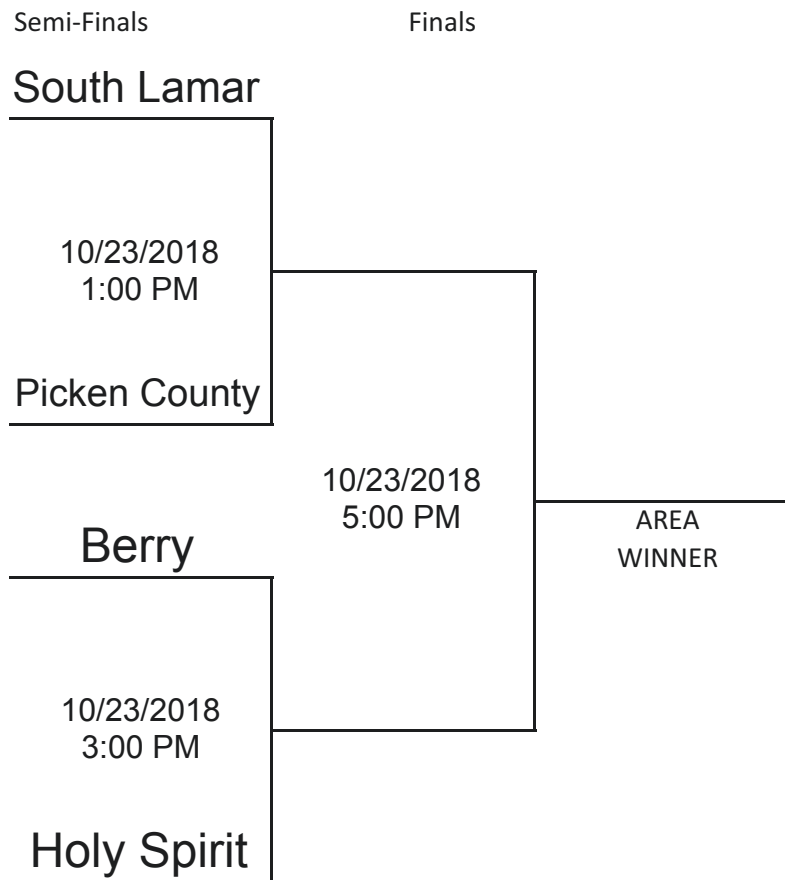 Semi-Finals
Finals
South Lamar
10/23/2018
1:00 PM
Picken County
10/23/2018
5:00 PM
AREA
WINNER
Berry
10/23/2018
3:00 PM
Holy Spirit